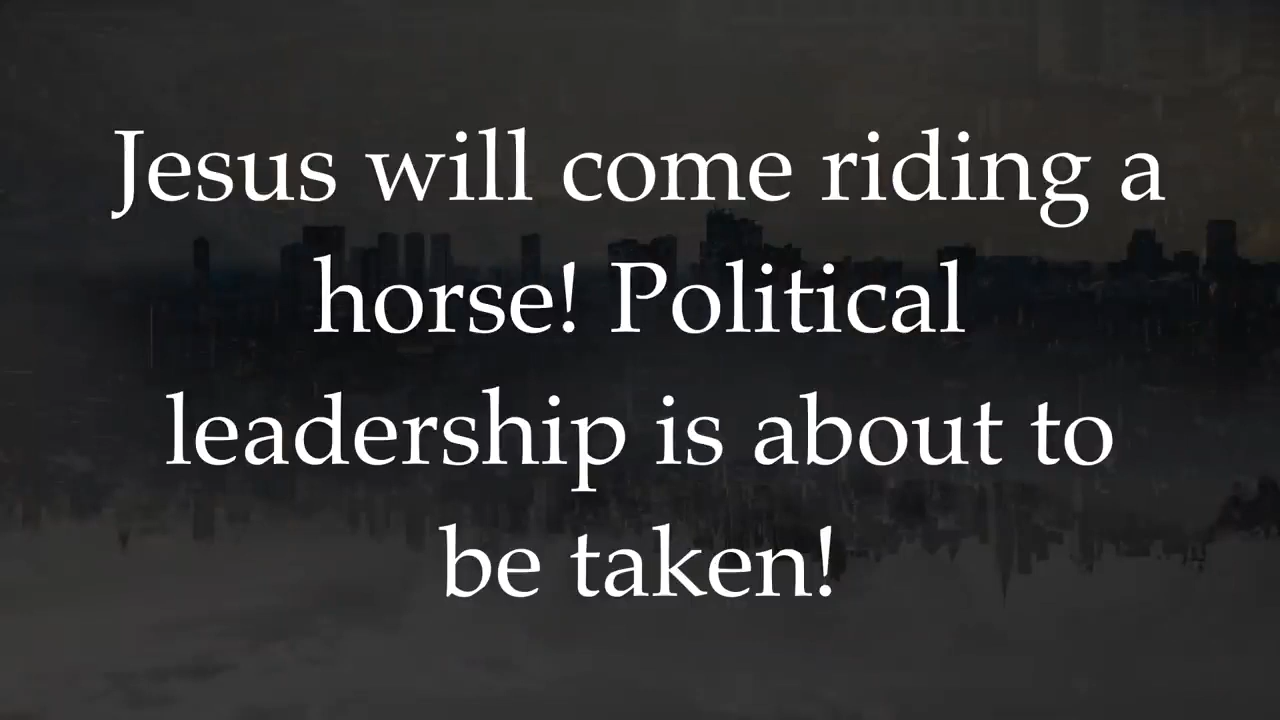 Jesus will come riding a
horse! Political
leadership is about to
be taken!